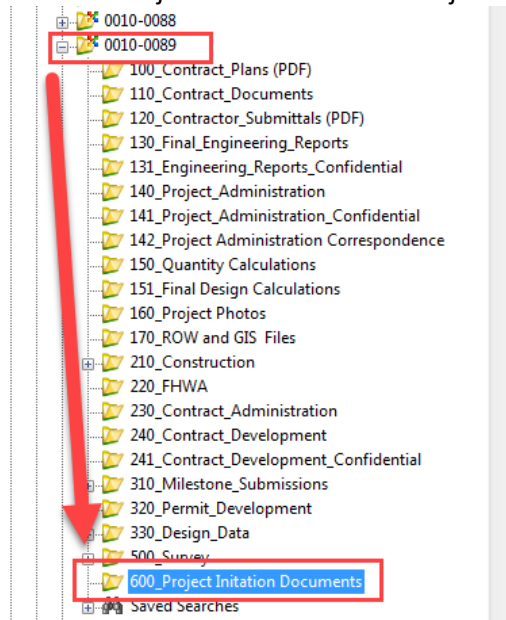 0010-0088
0010-0089
100_Contract_Plans (PDF)
110_Contract_Documents
120_Contractor_Submittals (PDF)
130_Final_Engineering_Reports
131_Engineering_Reports_Confidential
140_Project_Administration
141_Project_Administration_Confidential
142_Project Administration Correspondence
150_Quantity Calculations
151_Final Design Calculations
160_Project Photos
170_ROW and GIS Files
210_Construction
220_FHWA
230_Contract_Administration
240_Contract_Development
241_Contract_Development_Confidential
310_Milestone_Submissions
320_Permit_Development
330_Design_Data
500_Survey
600_Project Initation Documents
Saved Searches